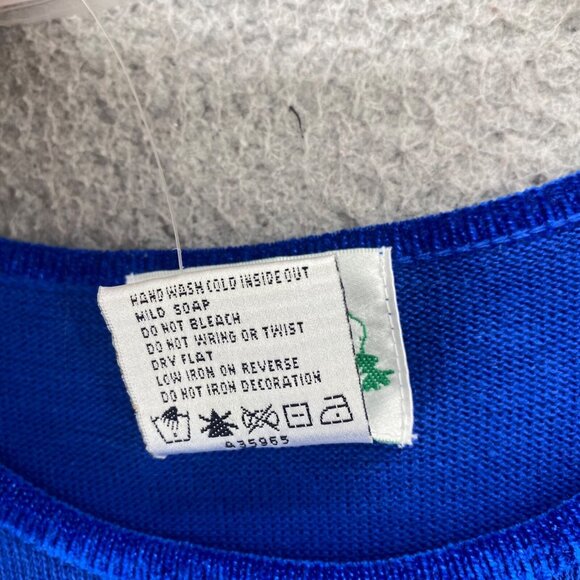 HAND WASH COLD INSIDE OUT
MILD SOAP
DO NOT BLEACH
DO NOT WRING OR TWIST
DRY FLAT
LOW IRON ON REVERSE
DO NOT IRON DECORATION
A35965